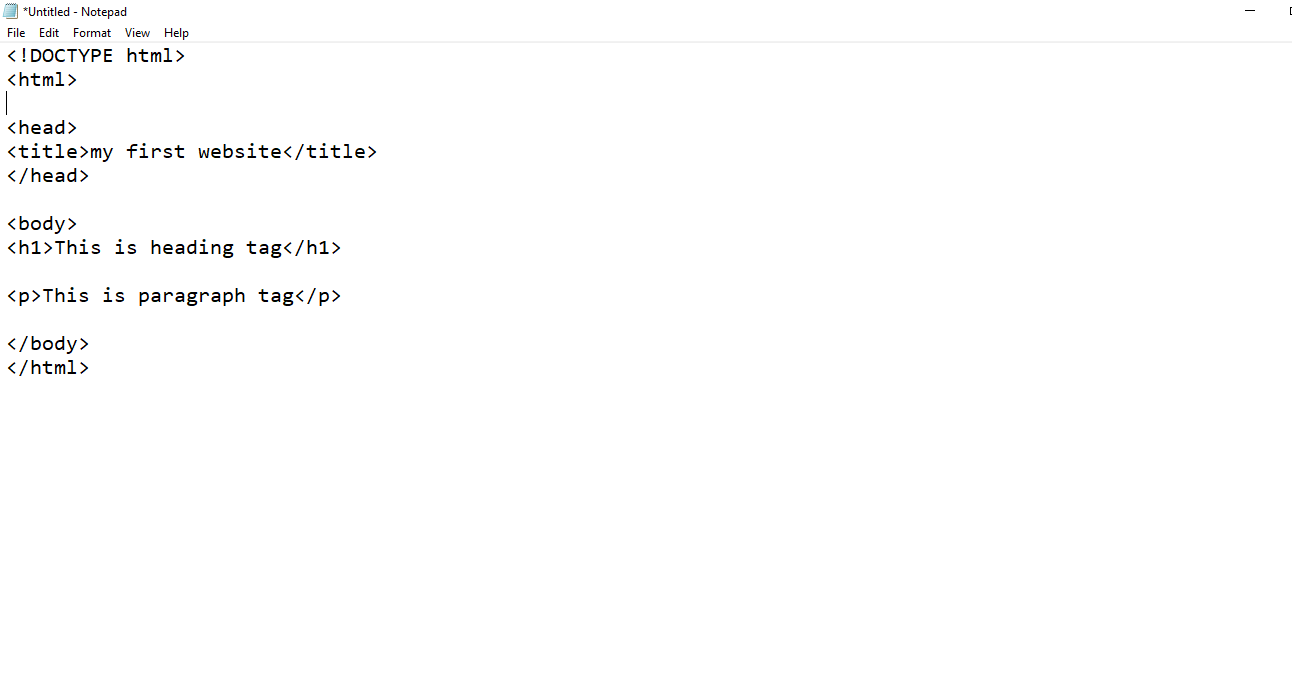 *Untitled - Notepad
File Edit Format View Help
<!DOCTYPE html>
<html>
<head>
<title>my first website</title>
</head>
<body>
<h1>This is heading tag</h1>
<p>This is paragraph tag</p>
</body>
</html>